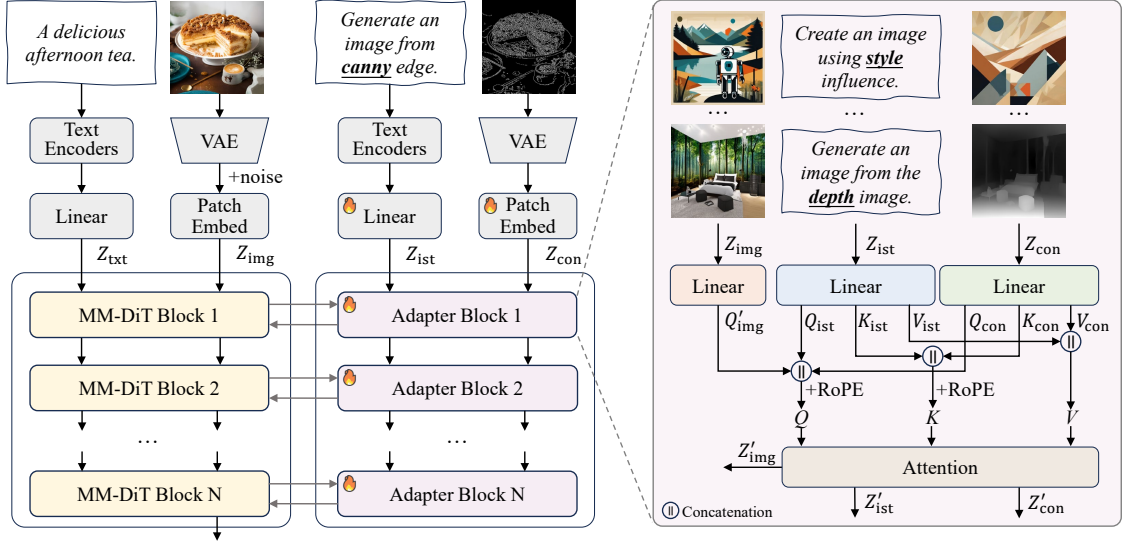 A delicious
afternoon tea.
Generate an
image from
canny edge.
Text
Encoders
VAE
+noise
Linear
Patch
Embed
Text
Encoders
VAE
Linear
Patch
Embed
Z_txt
Z_img
Z_ist
Z_con
MM-DiT Block 1
Adapter Block 1
MM-DiT Block 2
Adapter Block 2
...
...
MM-DiT Block N
Adapter Block N
Create an image
using style
influence.
...
...
...
Generate an
image from the
depth image.
Z_img
Z_ist
Z_con
Linear
Linear
Linear
Q'_img
Q_ist
K_ist
V_ist
Q_con
K_con
V_con
||
||
||
+RoPE
+RoPE
Q
K
V
Z'_img
Attention
Z'_ist
Z'_con
|| Concatenation